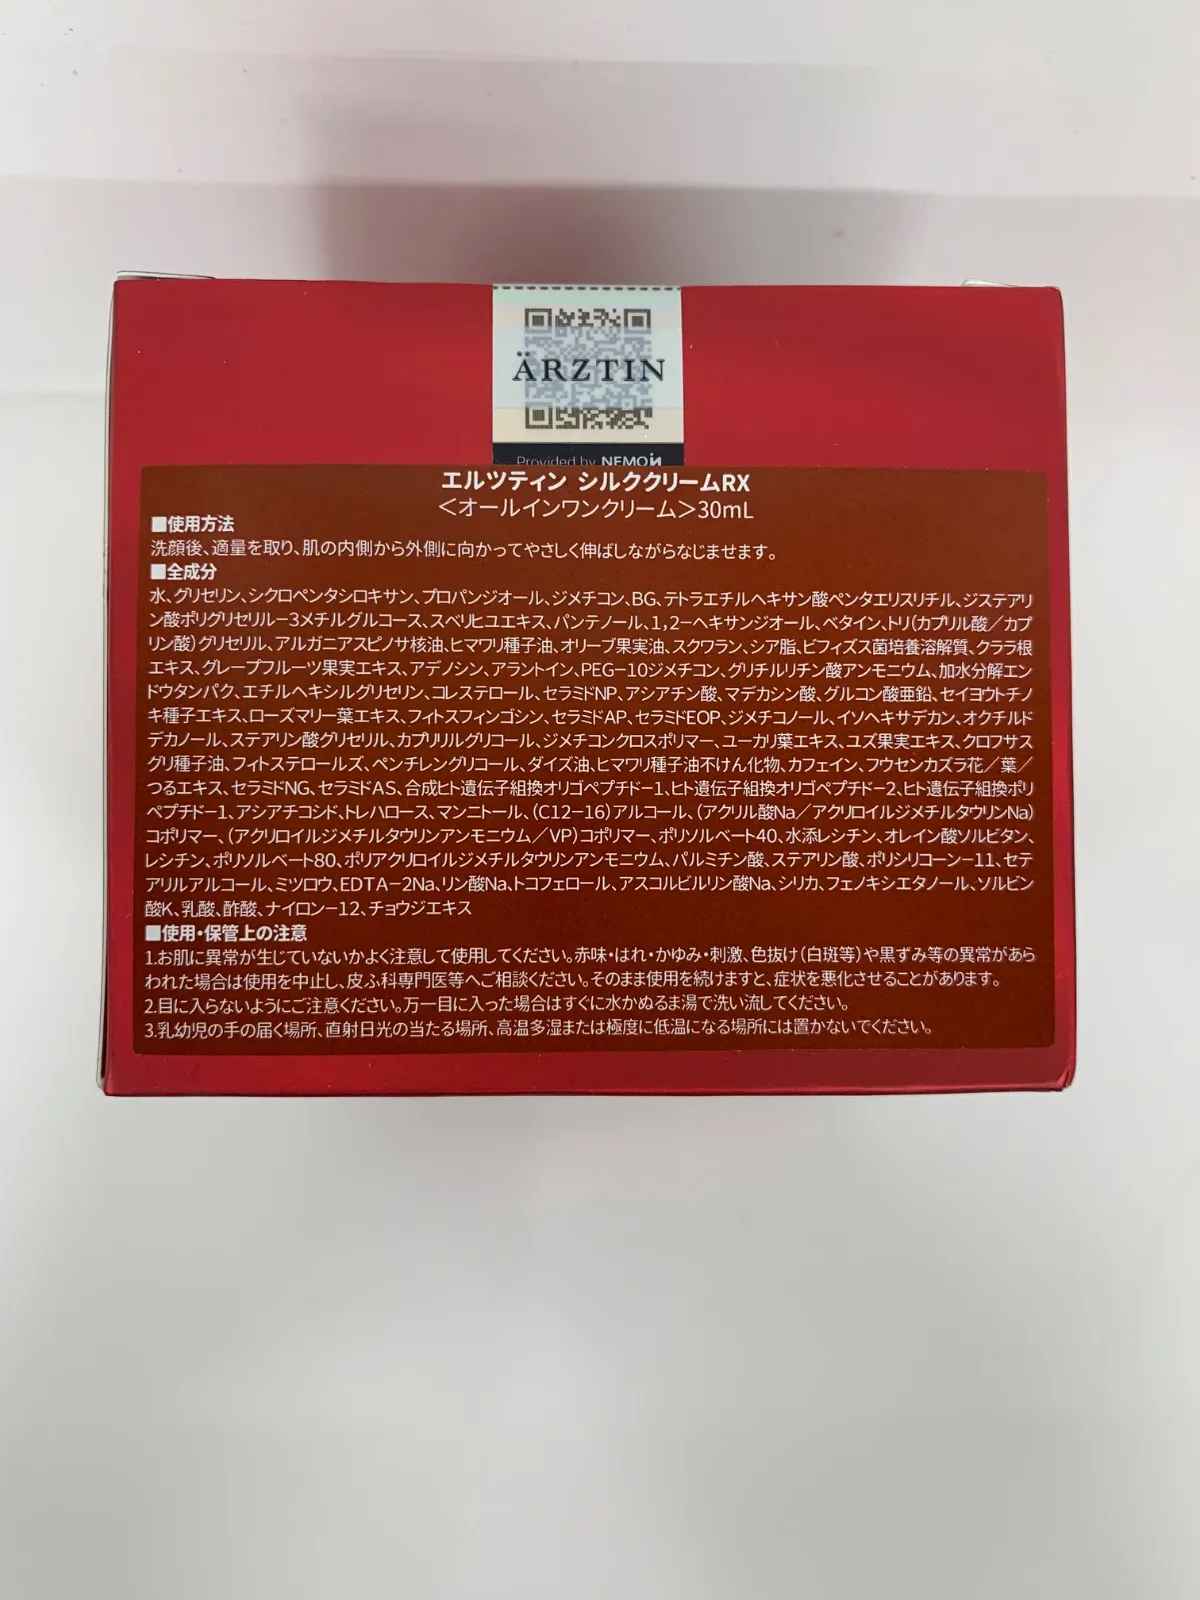 ÄRZTIN
Provided by NEMOiN
エルツティン シルククリームRX
＜オールインワンクリーム＞30mL
■使用方法
洗顔後、適量を取り、肌の内側から外側に向かってやさしく伸ばしながらなじませます。
■全成分
水、グリセリン、シクロペンタシロキサン、プロパンジオール、ジメチコン、BG、テトラエチルヘキサン酸ペンタエリスリチル、ジステアリ
ン酸ポリグリセリル−3メチルグルコース、スベリヒユエキス、パンテノール、1,2−ヘキサンジオール、ベタイン、トリ(カプリル酸／カプ
リン酸)グリセリル、アルガニアスピノサ核油、ヒマワリ種子油、オリーブ果実油、スクワラン、シア脂、ビフィズス菌培養溶解質、クララ根
エキス、グレープフルーツ果実エキス、アデノシン、アラントイン、PEG−10ジメチコン、グリチルリチン酸アンモニウム、加水分解エン
ドウタンパク、エチルヘキシルグリセリン、コレステロール、セラミドNP、アシアチン酸、マデカシン酸、グルコン酸亜鉛、セイヨウトチノ
キ種子エキス、ローズマリー葉エキス、フィトスフィンゴシン、セラミドAP、セラミドEOP、ジメチコノール、イソヘキサデカン、オクチルド
デカノール、ステアリン酸グリセリル、カプリリルグリコール、ジメチコンクロスポリマー、ユーカリ葉エキス、ユズ果実エキス、クロフサス
グリ種子油、フィトステロールズ、ペンチレングリコール、ダイズ油、ヒマワリ種子油不けん化物、カフェイン、フウセンカズラ花／葉／
つるエキス、セラミドNG、セラミドAS、合成ヒト遺伝子組換オリゴペプチド−1、ヒト遺伝子組換オリゴペプチド−2、ヒト遺伝子組換ポリ
ペプチド−1、アシアチコシド、トレハロース、マンニトール、(C12−16)アルコール、(アクリル酸Na／アクリロイルジメチルタウリンNa)
コポリマー、(アクリロイルジメチルタウリンアンモニウム／VP)コポリマー、ポリソルベート40、水添レシチン、オレイン酸ソルビタン、
レシチン、ポリソルベート80、ポリアクリロイルジメチルタウリンアンモニウム、パルミチン酸、ステアリン酸、ポリシリコーン−11、セテ
アリルアルコール、ミツロウ、EDTA−2Na、リン酸Na、トコフェロール、アスコルビルリン酸Na、シリカ、フェノキシエタノール、ソルビン
酸K、乳酸、酢酸、ナイロン−12、チョウジエキス
■使用・保管上の注意
1.お肌に異常が生じていないかよく注意して使用してください。赤味・はれ・かゆみ・刺激、色抜け（白斑等）や黒ずみ等の異常があら
われた場合は使用を中止し、皮ふ科専門医等へご相談ください。そのまま使用を続けますと、症状を悪化させることがあります。
2.目に入らないようにご注意ください。万一目に入った場合はすぐに水かぬるま湯で洗い流してください。
3.乳幼児の手の届く場所、直射日光の当たる場所、高温多湿または極度に低温になる場所には置かないでください。